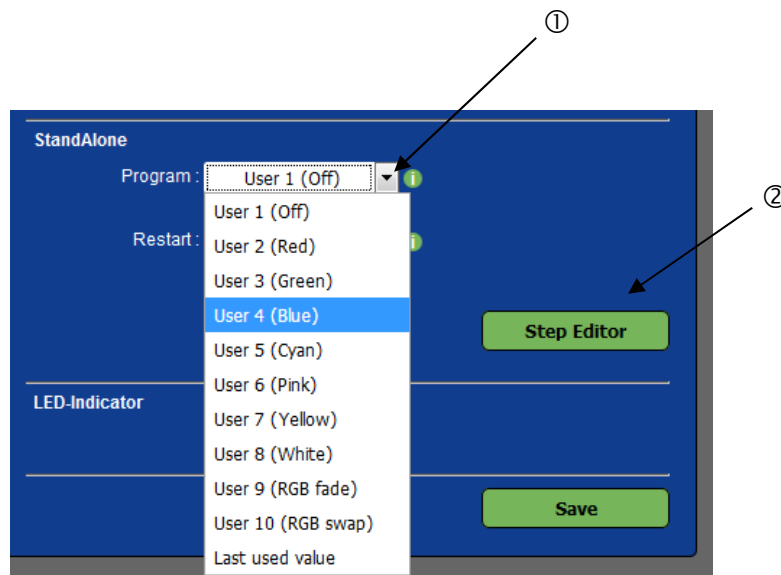 ①
StandAlone
Program : User 1 (Off) i
User 1 (Off)
②
Restart : User 2 (Red) i
User 3 (Green)
User 4 (Blue)
Step Editor
User 5 (Cyan)
User 6 (Pink)
LED-Indicator
User 7 (Yellow)
User 8 (White)
User 9 (RGB fade)
Save
User 10 (RGB swap)
Last used value